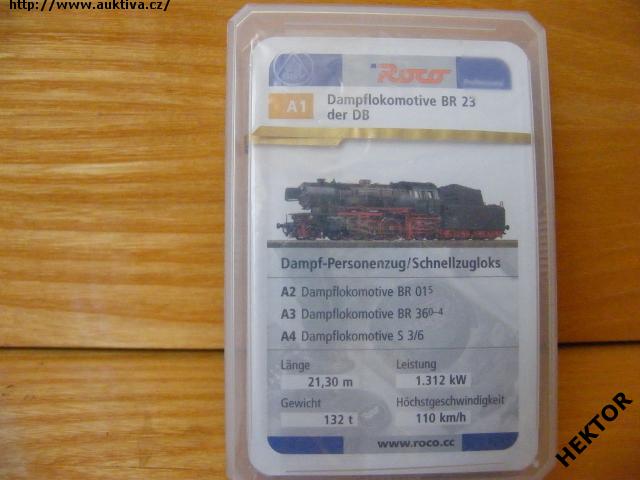 http://www.auktiva.cz/
Roco
A1 Dampflokomotive BR 23
der DB
Dampf-Personenzug/Schnellzugloks
A2 Dampflokomotive BR 01⁵
A3 Dampflokomotive BR 36⁰⁻⁴
A4 Dampflokomotive S 3/6
Länge Leistung
21,30 m 1.312 kW
Gewicht Höchstgeschwindigkeit
132 t 110 km/h
www.roco.cc
HEKTOR